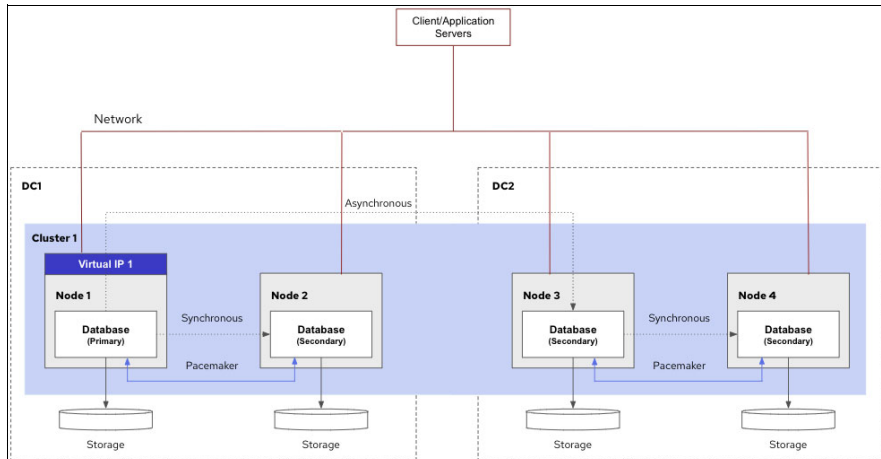 Client/Application
Servers
Network
DC1
DC2
Asynchronous
Cluster 1
Virtual IP 1
Node 1
Node 2
Node 3
Node 4
Database
(Primary)
Synchronous
Database
(Secondary)
Database
(Secondary)
Synchronous
Database
(Secondary)
Pacemaker
Pacemaker
Storage
Storage
Storage
Storage